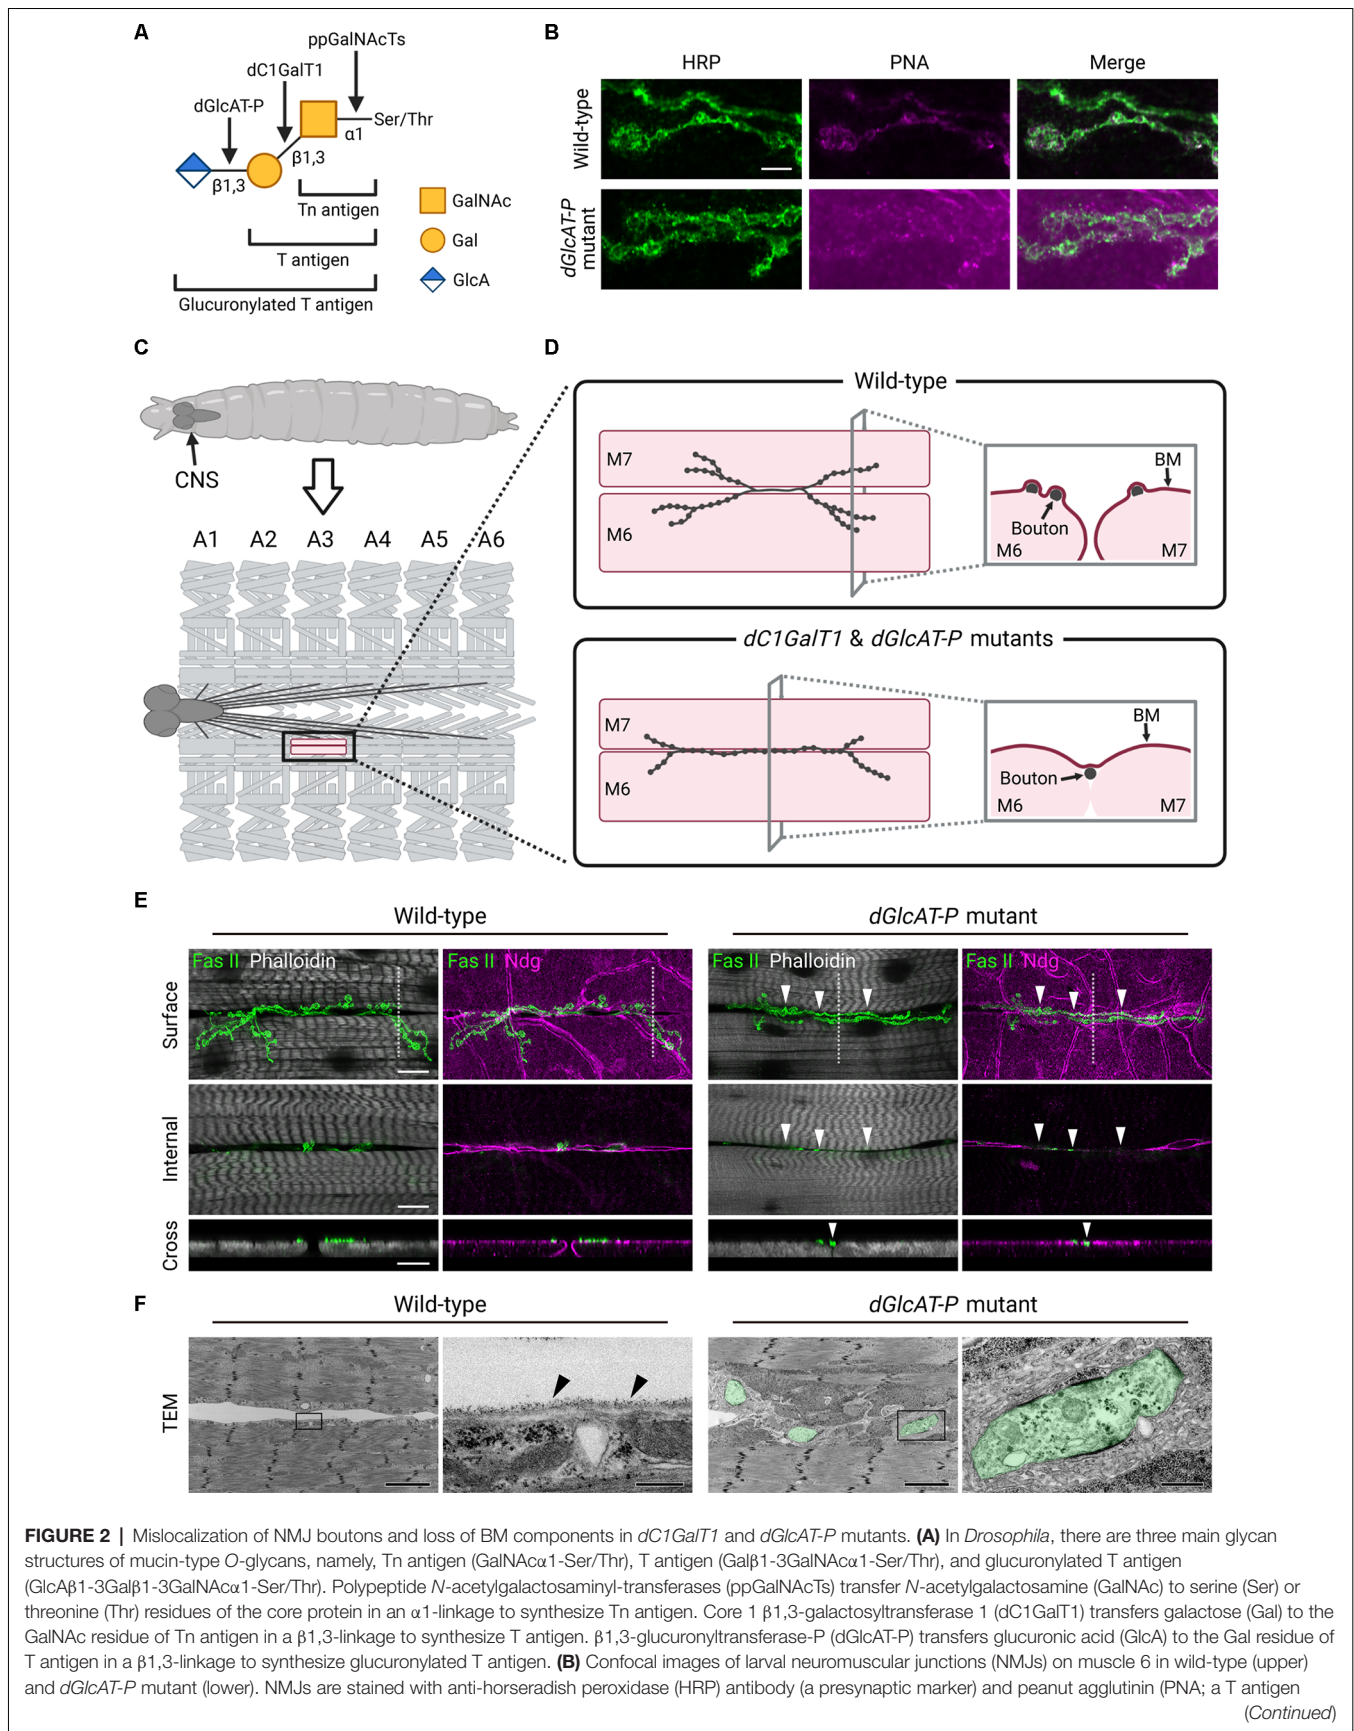 A
ppGalNAcTs
dC1GalT1
dGlcAT-P
Ser/Thr
α1
β1,3
β1,3
Tn antigen
T antigen
Glucuronylated T antigen
GalNAc
Gal
GlcA
B
HRP PNA Merge
Wild-type
dGlcAT-P
mutant
C
CNS
A1 A2 A3 A4 A5 A6
D
Wild-type
M7
M6
BM
Bouton
M6 M7
dC1GalT1 & dGlcAT-P mutants
M7
M6
BM
Bouton
M6 M7
E
Wild-type dGlcAT-P mutant
Surface
Fas II Phalloidin Fas II Ndg Fas II Phalloidin Fas II Ndg
Internal
Cross
F
Wild-type dGlcAT-P mutant
TEM
FIGURE 2 | Mislocalization of NMJ boutons and loss of BM components in dC1GalT1 and dGlcAT-P mutants. (A) In Drosophila, there are three main glycan
structures of mucin-type O-glycans, namely, Tn antigen (GalNAcα1-Ser/Thr), T antigen (Galβ1-3GalNAcα1-Ser/Thr), and glucuronylated T antigen
(GlcAβ1-3Galβ1-3GalNAcα1-Ser/Thr). Polypeptide N-acetylgalactosaminyl-transferases (ppGalNAcTs) transfer N-acetylgalactosamine (GalNAc) to serine (Ser) or
threonine (Thr) residues of the core protein in an α1-linkage to synthesize Tn antigen. Core 1 β1,3-galactosyltransferase 1 (dC1GalT1) transfers galactose (Gal) to the
GalNAc residue of Tn antigen in a β1,3-linkage to synthesize T antigen. β1,3-glucuronyltransferase-P (dGlcAT-P) transfers glucuronic acid (GlcA) to the Gal residue of
T antigen in a β1,3-linkage to synthesize glucuronylated T antigen. (B) Confocal images of larval neuromuscular junctions (NMJs) on muscle 6 in wild-type (upper)
and dGlcAT-P mutant (lower). NMJs are stained with anti-horseradish peroxidase (HRP) antibody (a presynaptic marker) and peanut agglutinin (PNA; a T antigen
(Continued)